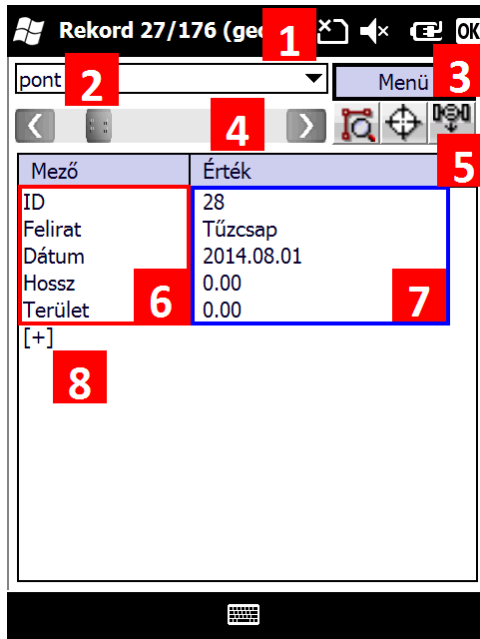 Rekord 27/176 (geo 1 OK
pont 2 Menü 3
4
5
Mező Érték
ID 28
Felirat Tűzcsap
Dátum 2014.08.01
Hossz 0.00
Terület 0.00
6 7
[+]
8